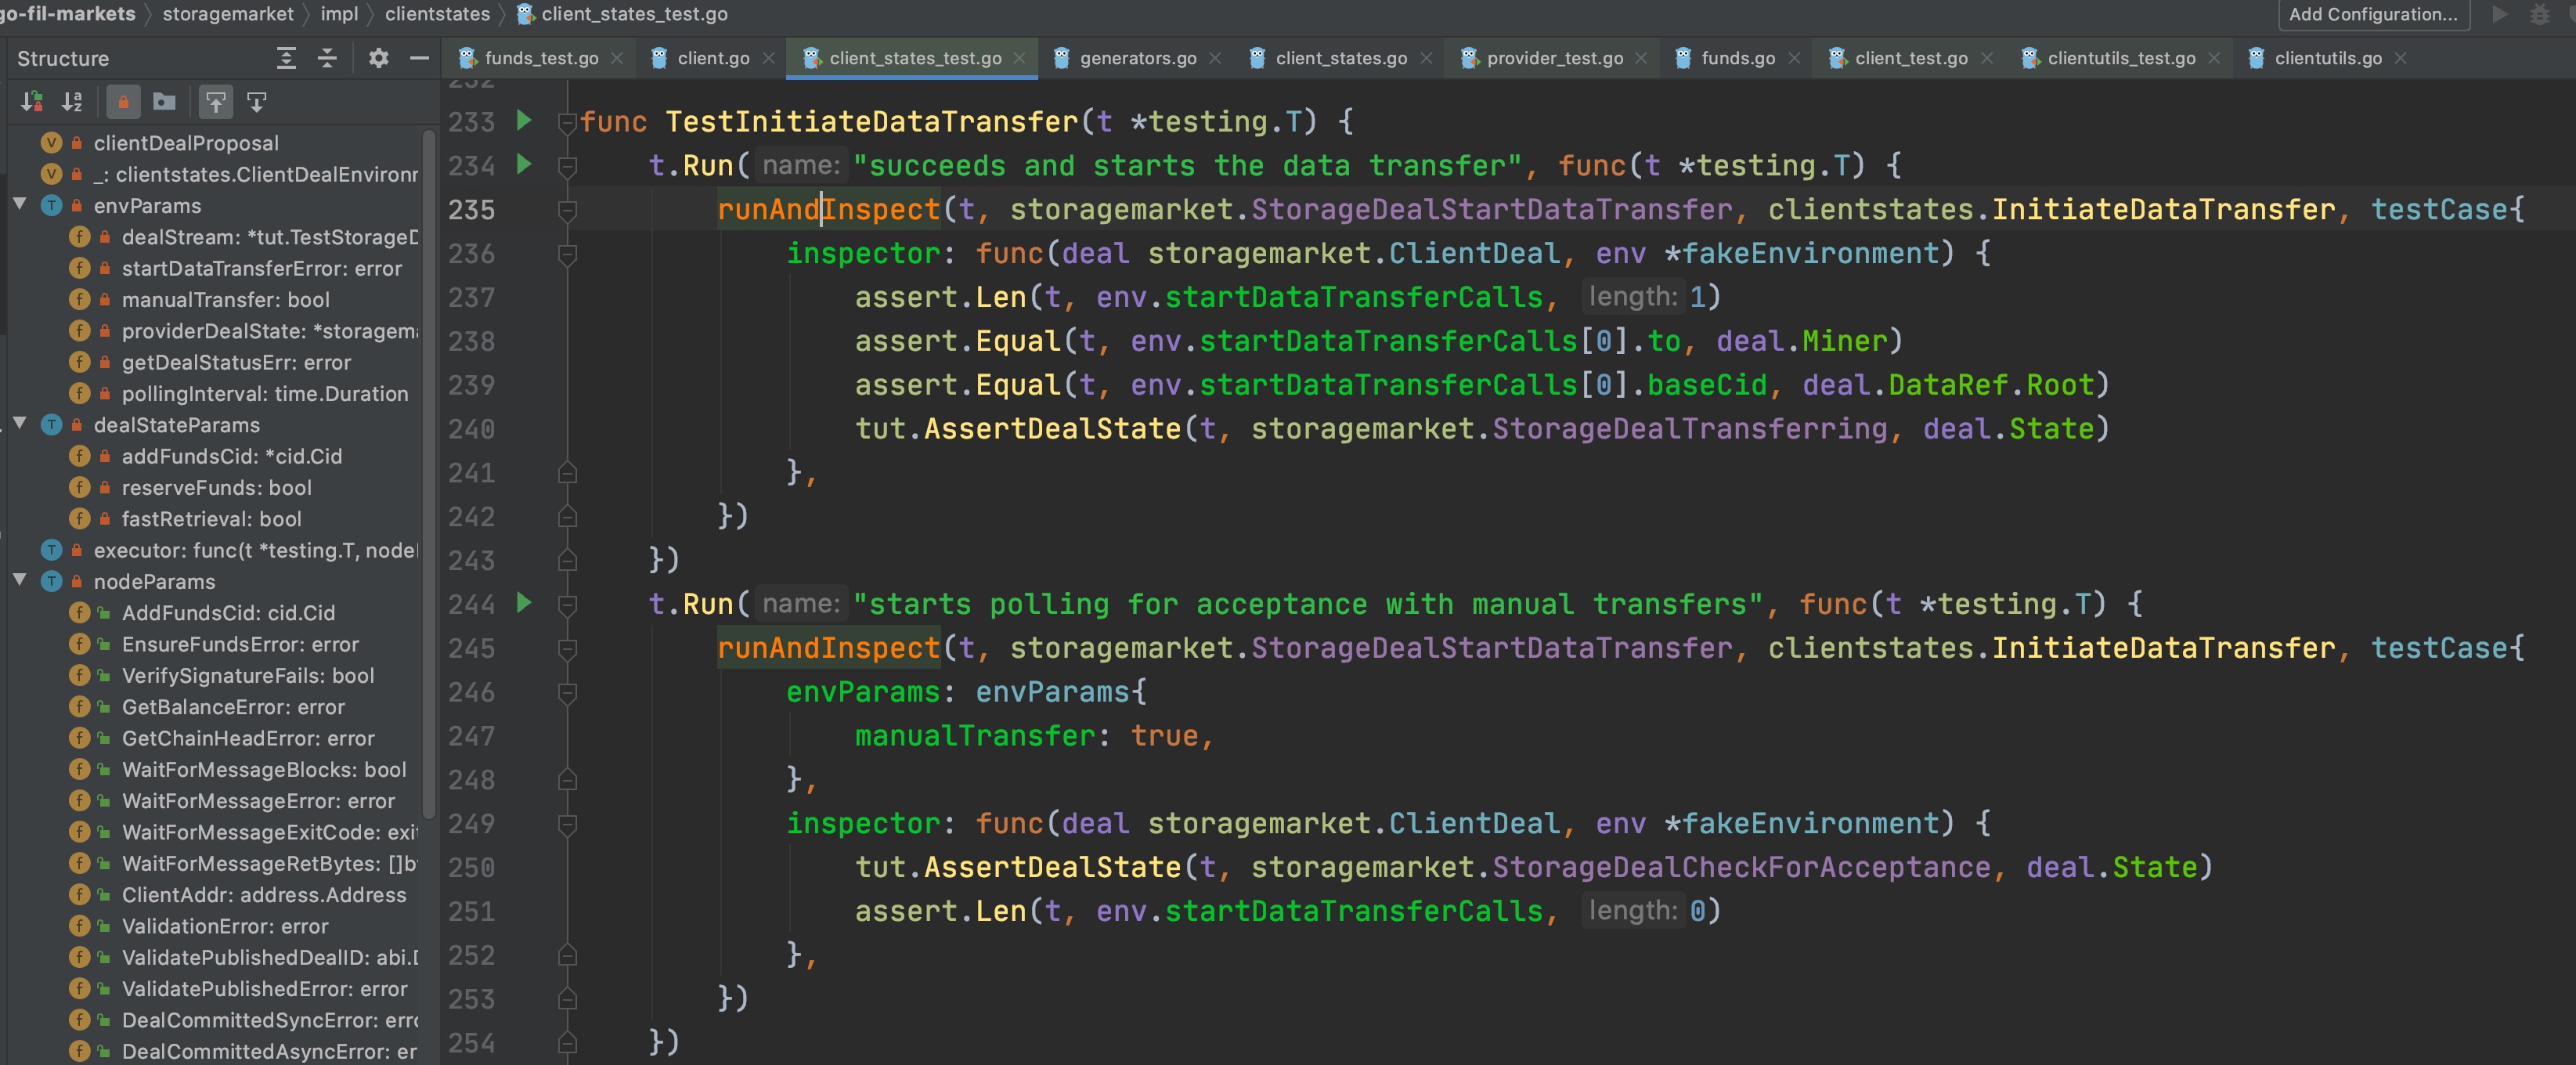 go-fil-markets storagemarket impl clientstates client_states_test.go Add Configuration...
Structure funds_test.go client.go client_states_test.go generators.go client_states.go provider_test.go funds.go client_test.go clientutils_test.go clientutils.go
clientDealProposal
_: clientstates.ClientDealEnvironm
envParams
dealStream: *tut.TestStorageD
startDataTransferError: error
manualTransfer: bool
providerDealState: *storagema
getDealStatusErr: error
pollingInterval: time.Duration
dealStateParams
addFundsCid: *cid.Cid
reserveFunds: bool
fastRetrieval: bool
executor: func(t *testing.T, node
nodeParams
AddFundsCid: cid.Cid
EnsureFundsError: error
VerifySignatureFails: bool
GetBalanceError: error
GetChainHeadError: error
WaitForMessageBlocks: bool
WaitForMessageError: error
WaitForMessageExitCode: exit
WaitForMessageRetBytes: []b
ClientAddr: address.Address
ValidationError: error
ValidatePublishedDealID: abi.D
ValidatePublishedError: error
DealCommittedSyncError: erro
DealCommittedAsyncError: er
232
233 func TestInitiateDataTransfer(t *testing.T) {
234 t.Run( name: "succeeds and starts the data transfer", func(t *testing.T) {
235 runAndInspect(t, storagemarket.StorageDealStartDataTransfer, clientstates.InitiateDataTransfer, testCase{
236 inspector: func(deal storagemarket.ClientDeal, env *fakeEnvironment) {
237 assert.Len(t, env.startDataTransferCalls, length: 1)
238 assert.Equal(t, env.startDataTransferCalls[0].to, deal.Miner)
239 assert.Equal(t, env.startDataTransferCalls[0].baseCid, deal.DataRef.Root)
240 tut.AssertDealState(t, storagemarket.StorageDealTransferring, deal.State)
241 },
242 })
243 })
244 t.Run( name: "starts polling for acceptance with manual transfers", func(t *testing.T) {
245 runAndInspect(t, storagemarket.StorageDealStartDataTransfer, clientstates.InitiateDataTransfer, testCase{
246 envParams: envParams{
247 manualTransfer: true,
248 },
249 inspector: func(deal storagemarket.ClientDeal, env *fakeEnvironment) {
250 tut.AssertDealState(t, storagemarket.StorageDealCheckForAcceptance, deal.State)
251 assert.Len(t, env.startDataTransferCalls, length: 0)
252 },
253 })
254 })